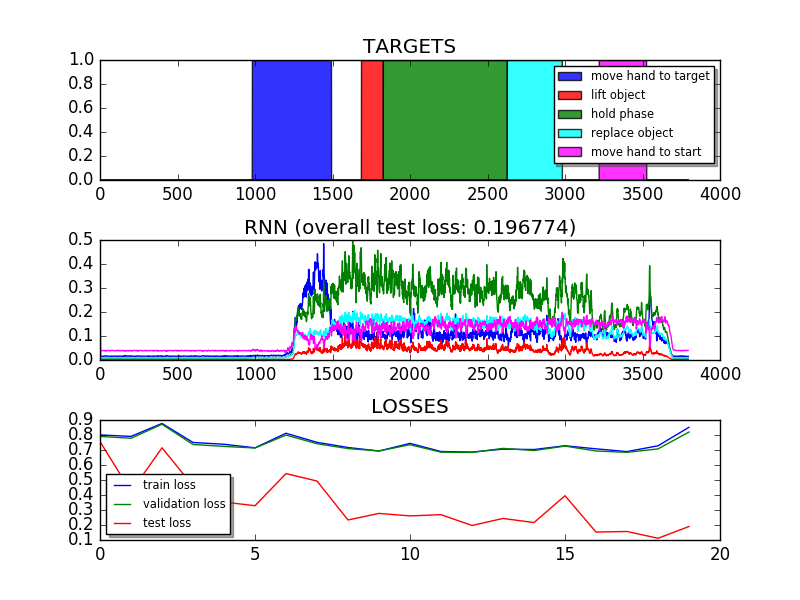 TARGETS
1.0
0.8
0.6
0.4
0.2
0.0
move hand to target
lift object
hold phase
replace object
move hand to start
0 500 1000 1500 2000 2500 3000 3500 4000
RNN (overall test loss: 0.196774)
0.5
0.4
0.3
0.2
0.1
0.0
0 500 1000 1500 2000 2500 3000 3500 4000
LOSSES
0.9
0.8
0.7
0.6
0.5
0.4
0.3
0.2
0.1
train loss
validation loss
test loss
0 5 10 15 20